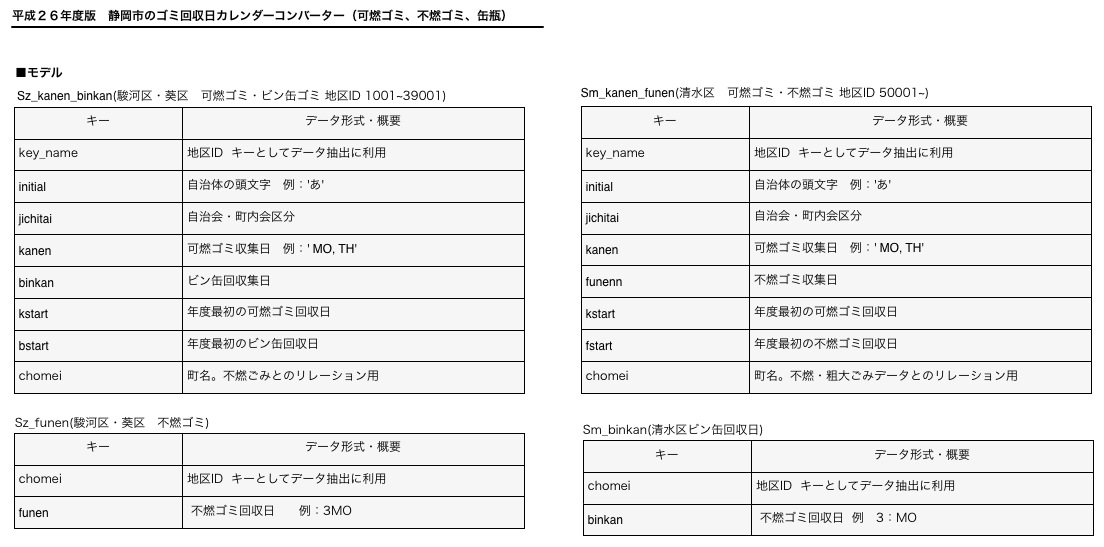 平成２６年度版　静岡市のゴミ回収日カレンダーコンバーター（可燃ゴミ、不燃ゴミ、缶瓶）
■モデル
Sz_kanen_binkan(駿河区・葵区　可燃ゴミ・ビン缶ゴミ 地区ID 1001~39001)
キー データ形式・概要
key_name 地区ID キーとしてデータ抽出に利用
initial 自治体の頭文字　例：'あ'
jichitai 自治会・町内会区分
kanen 可燃ゴミ収集日　例：' MO, TH'
binkan ビン缶回収集日
kstart 年度最初の可燃ゴミ回収日
bstart 年度最初のビン缶回収日
chomei 町名。不燃ごみとのリレーション用
Sz_funen(駿河区・葵区　不燃ゴミ)
キー データ形式・概要
chomei 地区ID キーとしてデータ抽出に利用
funen 不燃ゴミ回収日　　例：3MO
Sm_kanen_funen(清水区　可燃ゴミ・不燃ゴミ 地区ID 50001~)
キー データ形式・概要
key_name 地区ID キーとしてデータ抽出に利用
initial 自治体の頭文字　例：'あ'
jichitai 自治会・町内会区分
kanen 可燃ゴミ収集日　例：' MO, TH'
funenn 不燃ゴミ収集日
kstart 年度最初の可燃ゴミ回収日
fstart 年度最初の不燃ゴミ回収日
chomei 町名。不燃・粗大ごみデータとのリレーション用
Sm_binkan(清水区ビン缶回収日)
キー データ形式・概要
chomei 地区ID キーとしてデータ抽出に利用
binkan 不燃ゴミ回収日 例　3：MO